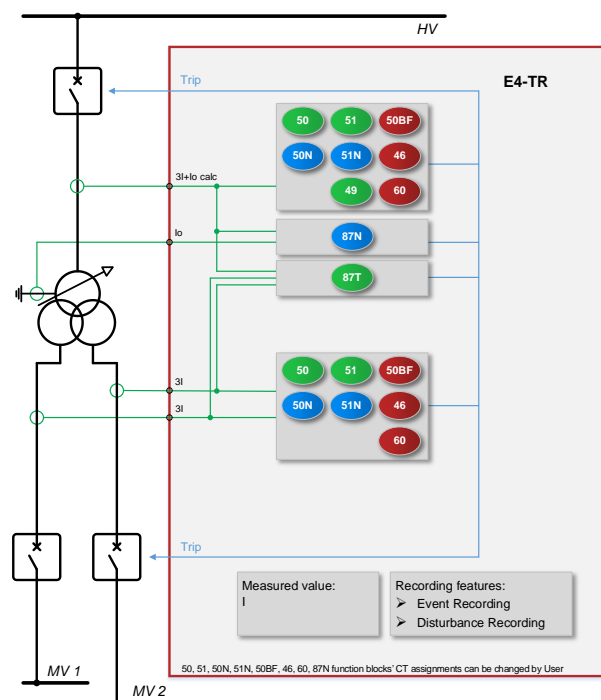 HV
E4-TR
Trip
50 51 50BF
50N 51N 46
3I+Io calc
49 60
Io
87N
87T
50 51 50BF
3I
50N 51N 46
3I
60
Trip
Measured value:
I
Recording features:
➢ Event Recording
➢ Disturbance Recording
50, 51, 50N, 51N, 50BF, 46, 60, 87N function blocks' CT assignments can be changed by User
MV 1
MV 2